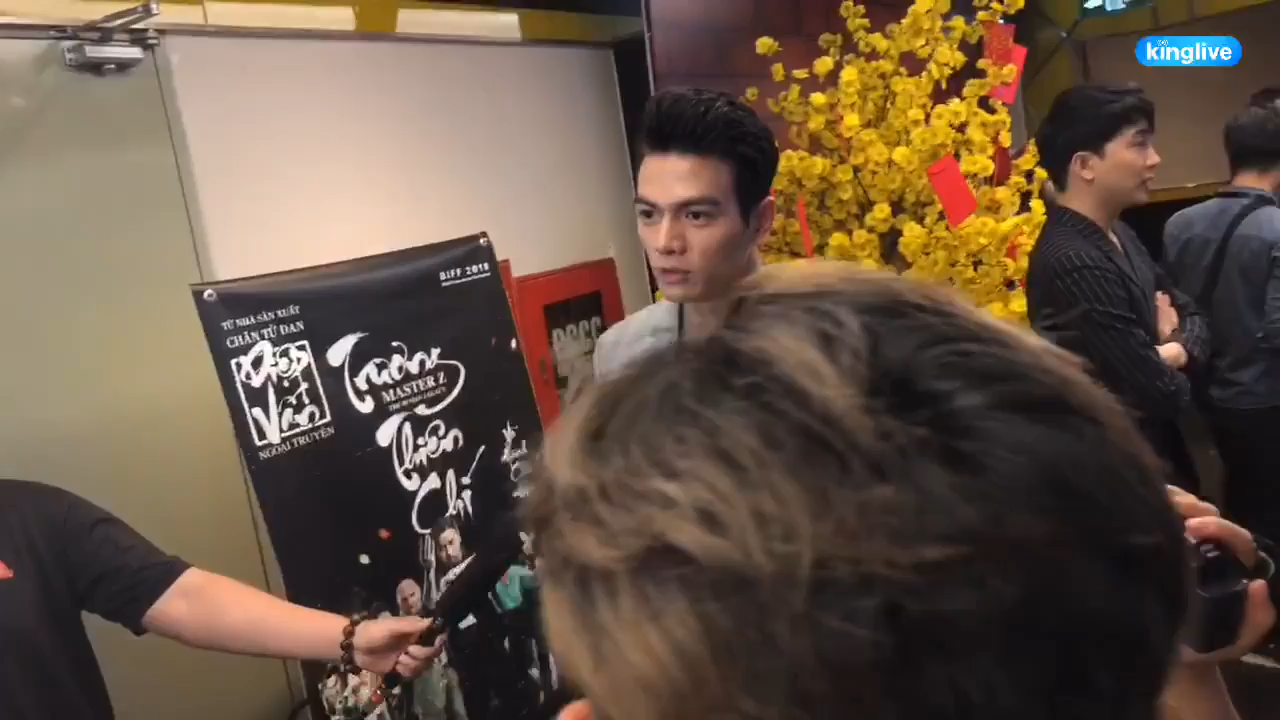 kinglive
BIFF 2018
TỪ NHÀ SẢN XUẤT
CHÂN TỬ ĐAN
Diệp
Vấn
NGOẠI TRUYỆN
Trương
MASTER Z
THE IP MAN LEGACY
Thiên
Chí
PCCC